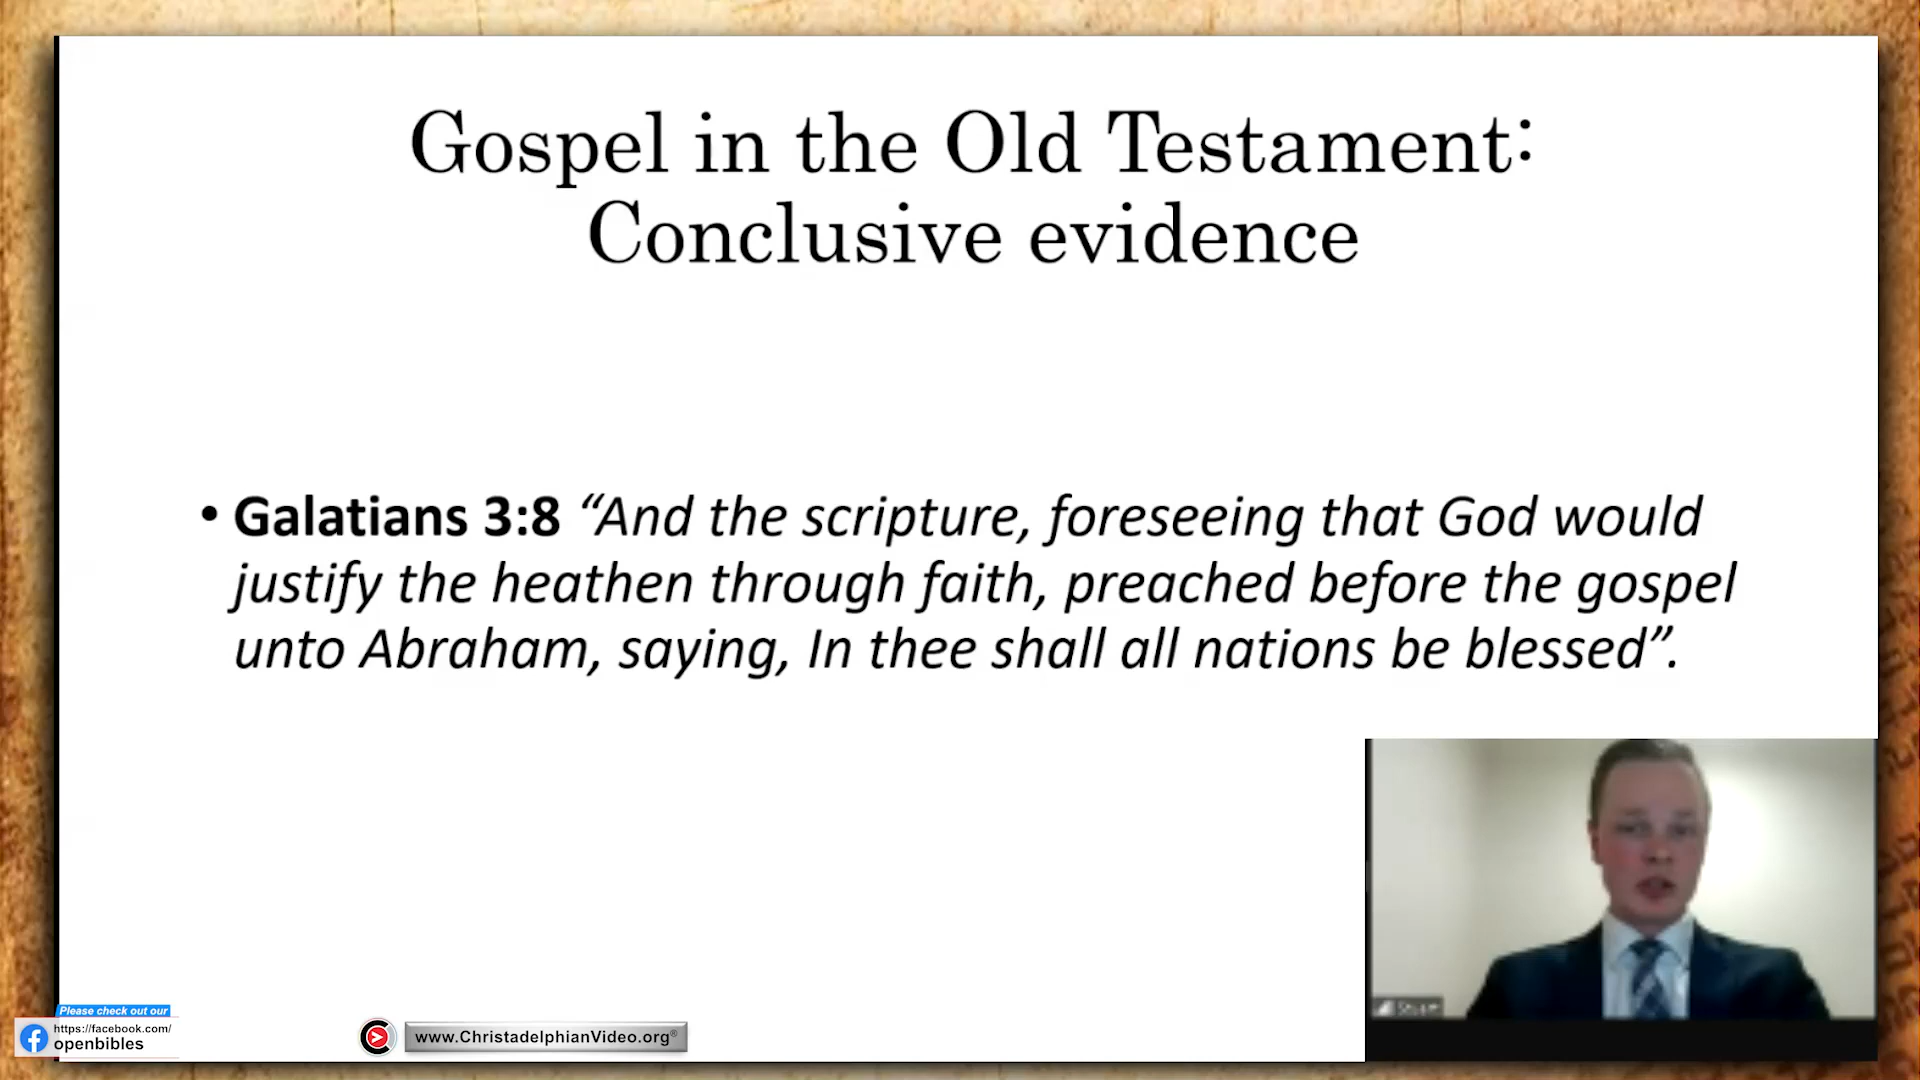 Gospel in the Old Testament:
Conclusive evidence
• Galatians 3:8 “And the scripture, foreseeing that God would
justify the heathen through faith, preached before the gospel
unto Abraham, saying, In thee shall all nations be blessed”.
Please check out our
https://facebook.com/
openbibles
www.ChristadelphianVideo.org®